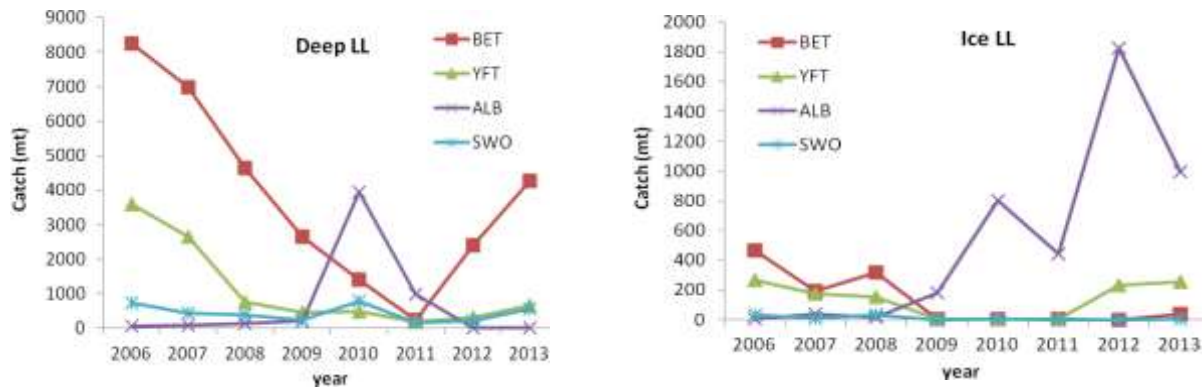 Deep LL
BET
YFT
ALB
SWO
Catch (mt)
9000
8000
7000
6000
5000
4000
3000
2000
1000
0
2006 2007 2008 2009 2010 2011 2012 2013
year
Ice LL
BET
YFT
ALB
SWO
Catch (mt)
2000
1800
1600
1400
1200
1000
800
600
400
200
0
2006 2007 2008 2009 2010 2011 2012 2013
year